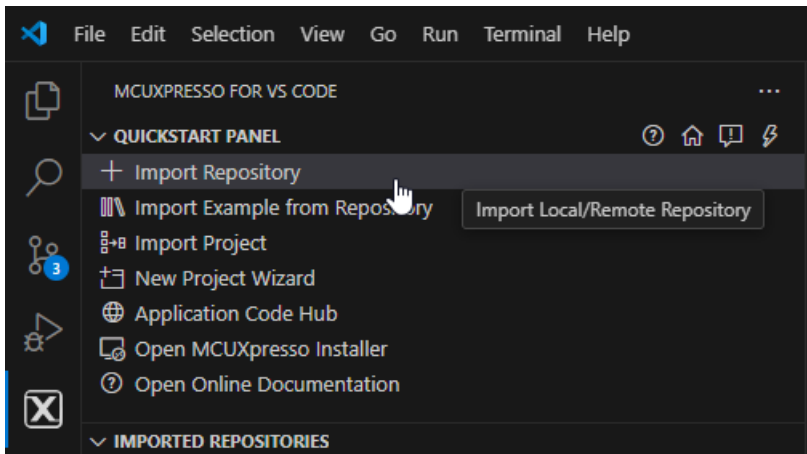 File Edit Selection View Go Run Terminal Help
MCUXPRESSO FOR VS CODE
QUICKSTART PANEL
Import Repository
Import Example from Repository
Import Local/Remote Repository
Import Project
3
New Project Wizard
Application Code Hub
Open MCUXpresso Installer
Open Online Documentation
IMPORTED REPOSITORIES